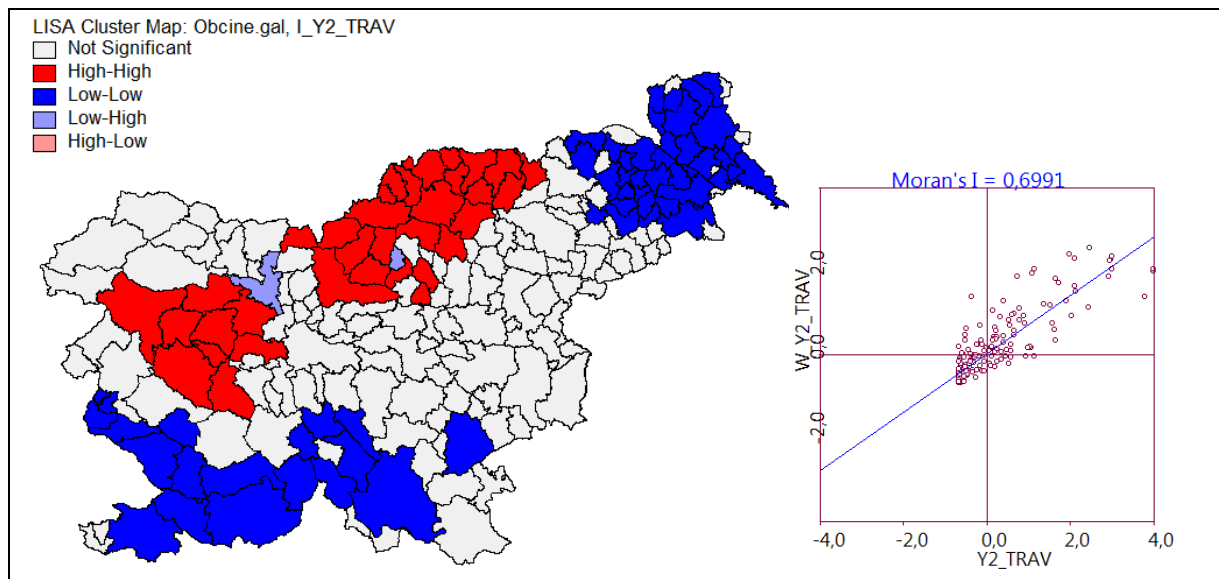 LISA Cluster Map: Obcine.gal, I_Y2_TRAV
Not Significant
High-High
Low-Low
Low-High
High-Low
Moran's I = 0,6991
W_Y2_TRAV
2,0
0,0
-2,0
-4,0 -2,0 0,0 2,0 4,0
Y2_TRAV